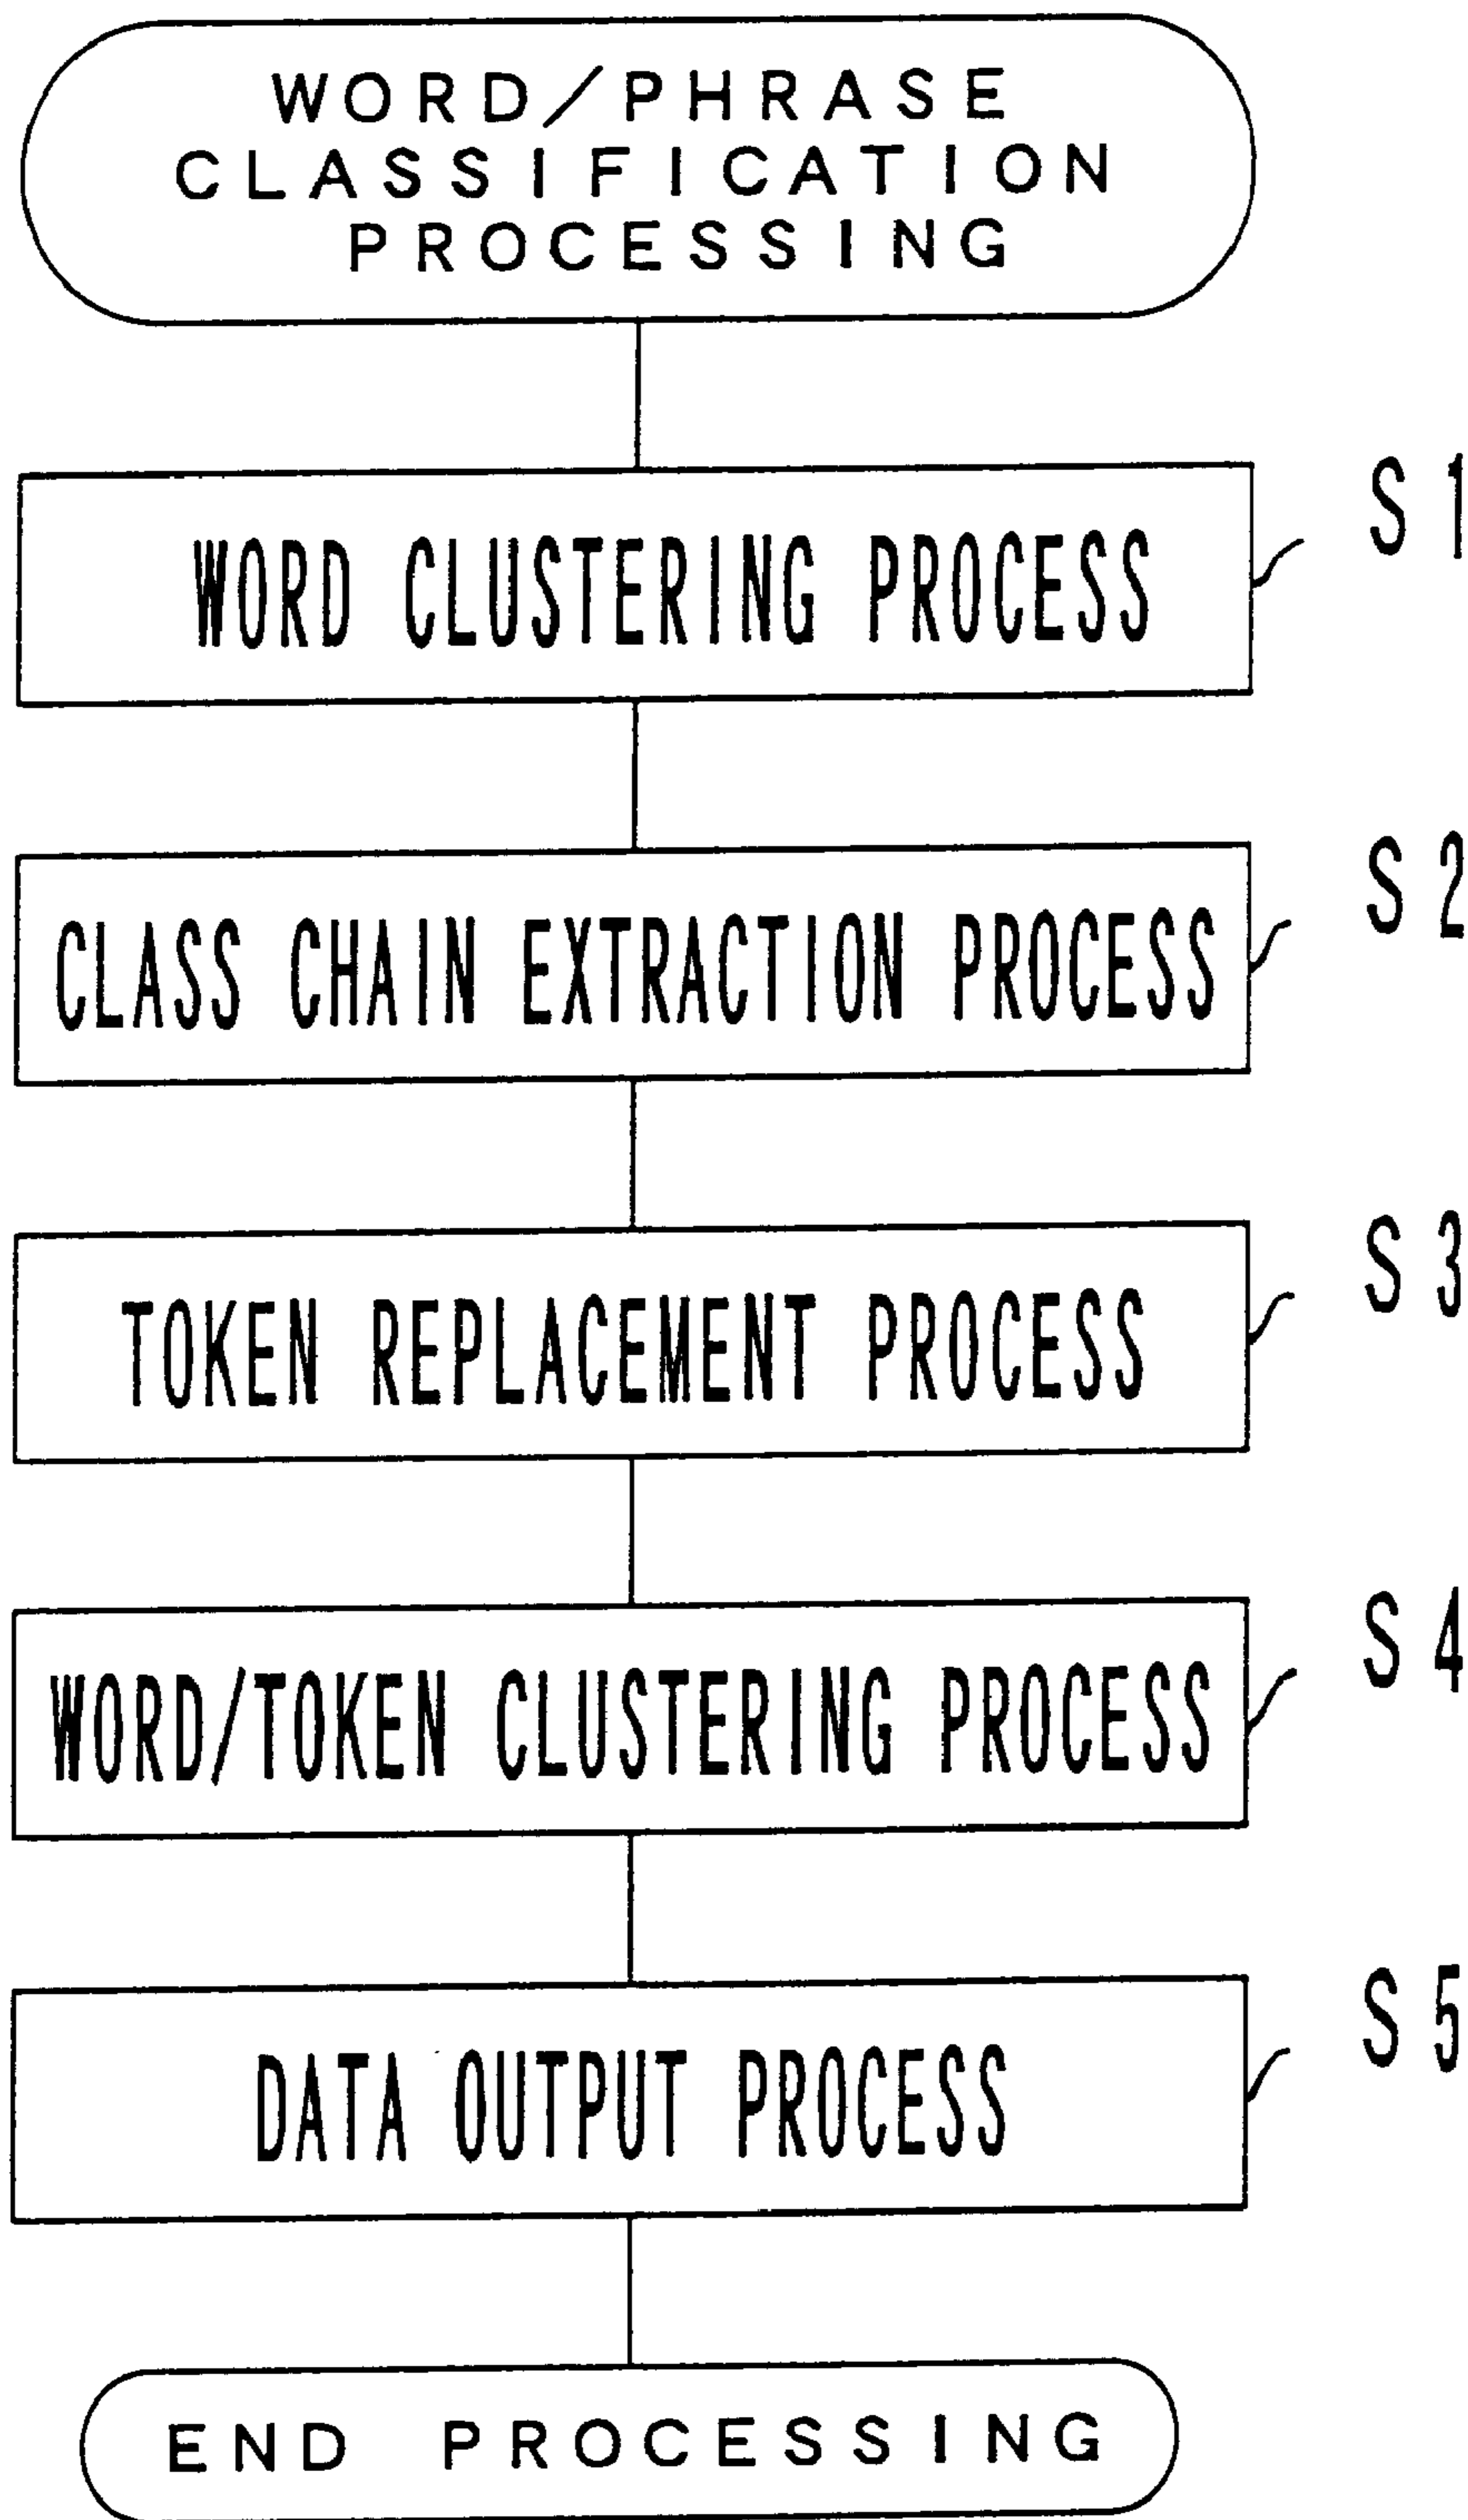 WORD/PHRASE
CLASSIFICATION
PROCESSING
WORD CLUSTERING PROCESS
S1
CLASS CHAIN EXTRACTION PROCESS
S2
TOKEN REPLACEMENT PROCESS
S3
WORD/TOKEN CLUSTERING PROCESS
S4
DATA OUTPUT PROCESS
S5
END PROCESSING